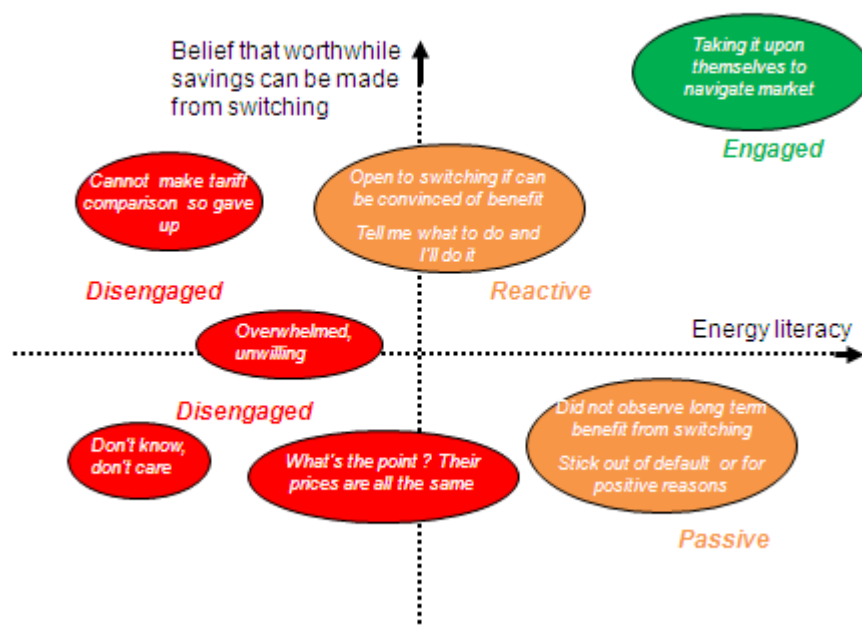 Belief that worthwhile
savings can be made
from switching
Taking it upon
themselves to
navigate market
Engaged
Cannot make tariff
comparison so gave
up
Open to switching if can
be convinced of benefit
Tell me what to do and
I'll do it
Disengaged
Reactive
Overwhelmed,
unwilling
Energy literacy
Disengaged
Did not observe long term
benefit from switching
Stick out of default or for
positive reasons
Don't know,
don't care
What's the point ? Their
prices are all the same
Passive